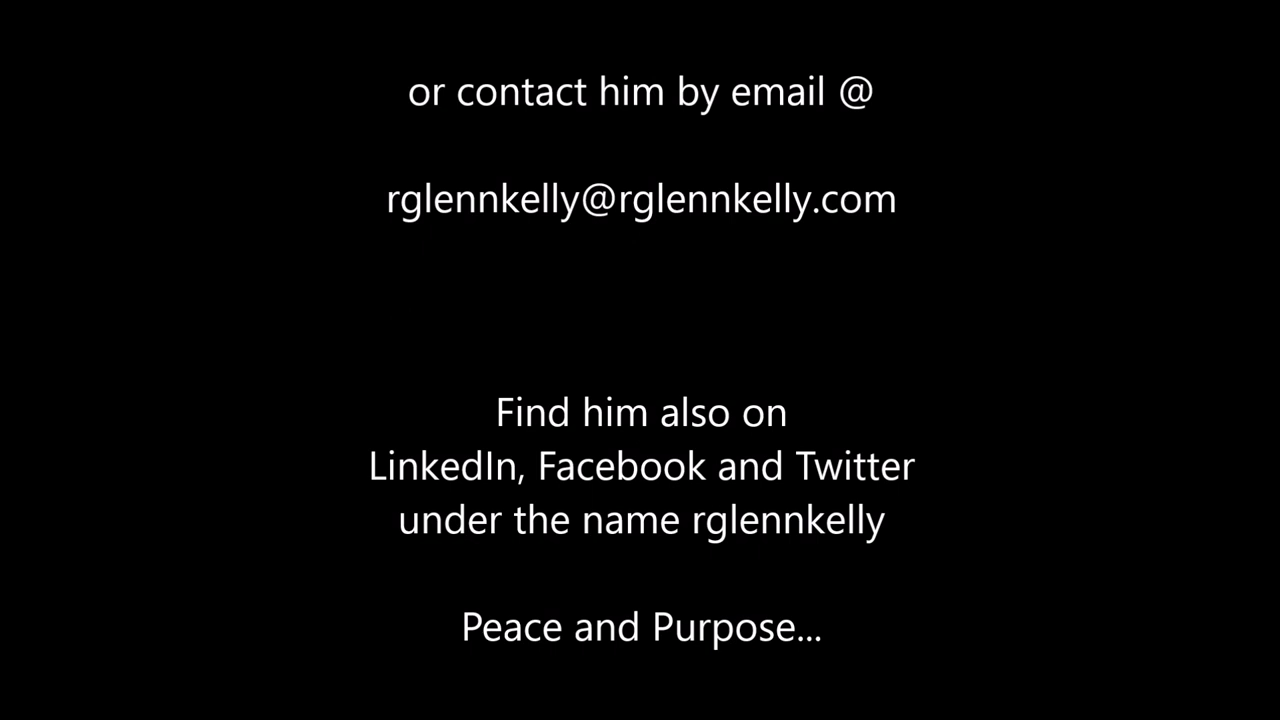 or contact him by email @
rglennkelly@rglennkelly.com
Find him also on
LinkedIn, Facebook and Twitter
under the name rglennkelly
Peace and Purpose...